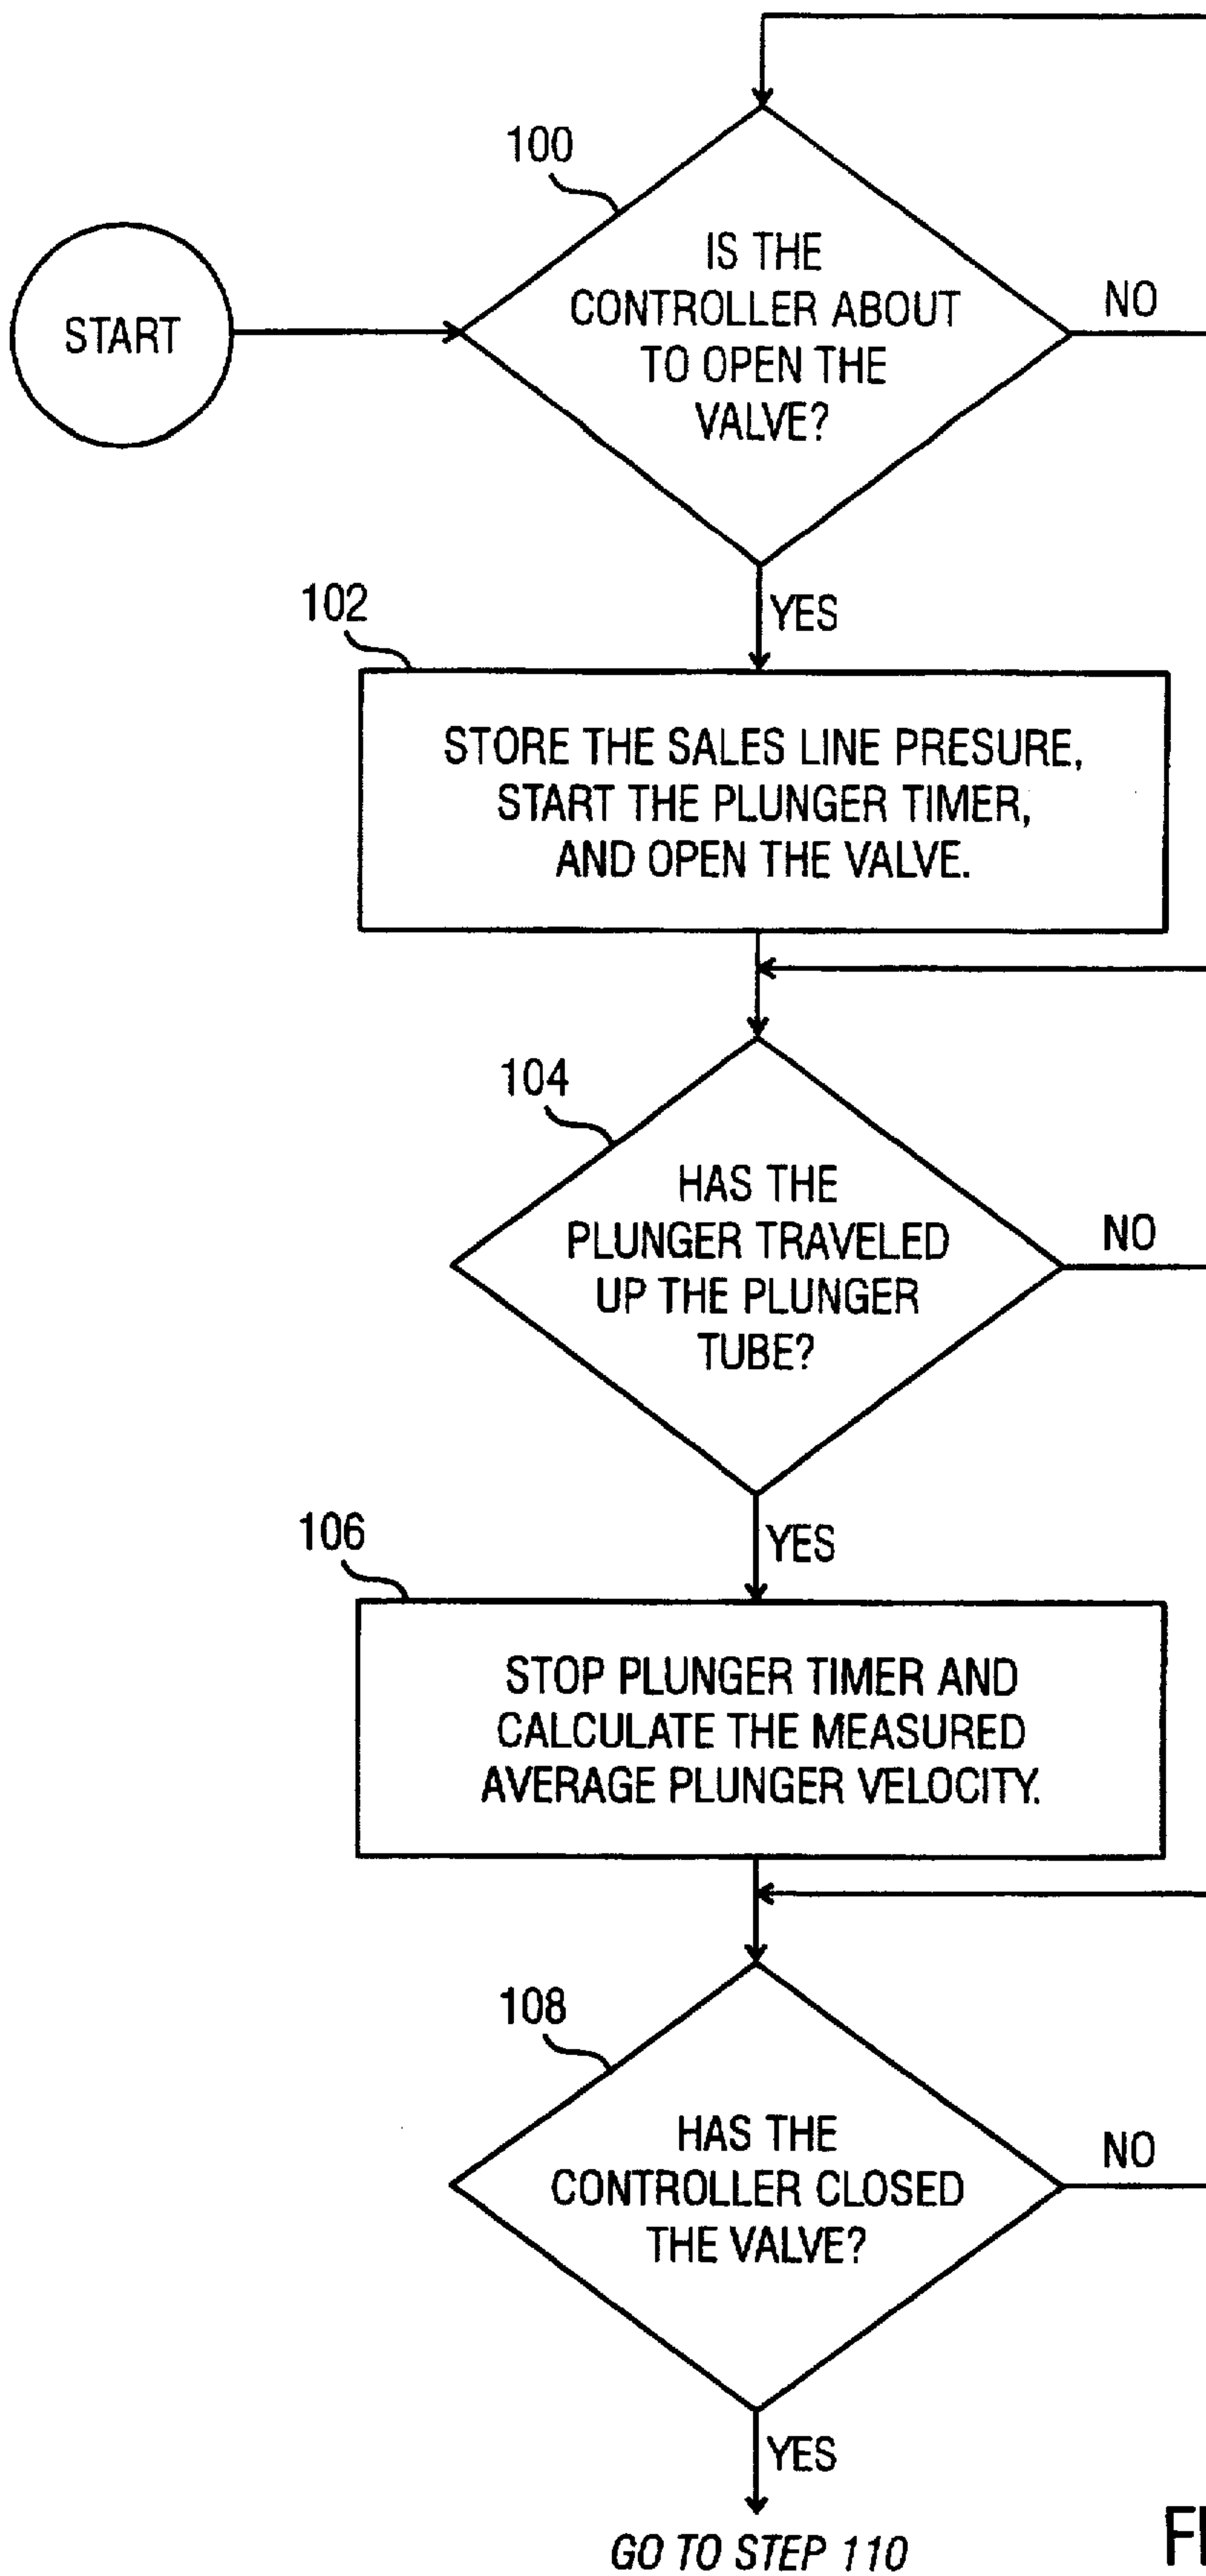 100
START
IS THE
CONTROLLER ABOUT
TO OPEN THE
VALVE?
NO
YES
102
STORE THE SALES LINE PRESURE,
START THE PLUNGER TIMER,
AND OPEN THE VALVE.
104
HAS THE
PLUNGER TRAVELED
UP THE PLUNGER
TUBE?
NO
YES
106
STOP PLUNGER TIMER AND
CALCULATE THE MEASURED
AVERAGE PLUNGER VELOCITY.
108
HAS THE
CONTROLLER CLOSED
THE VALVE?
NO
YES
GO TO STEP 110